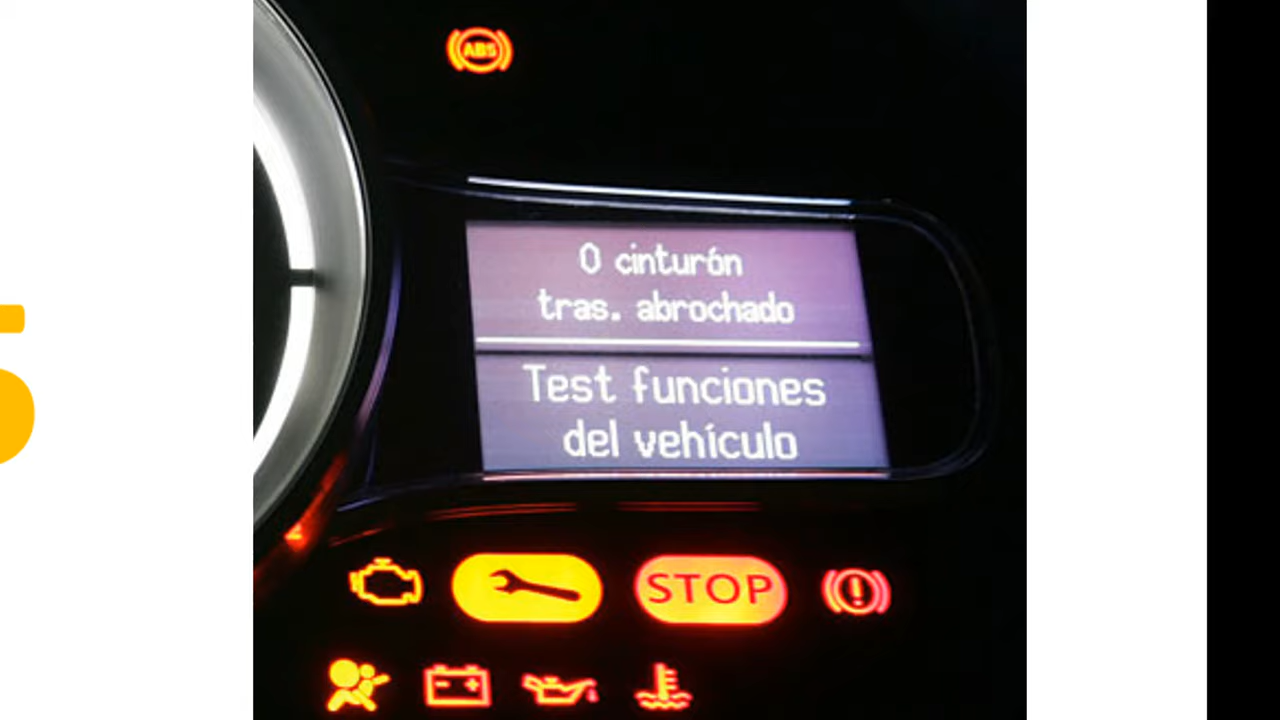 ABS
0 cinturón
tras. abrochado
Test funciones
del vehículo
STOP